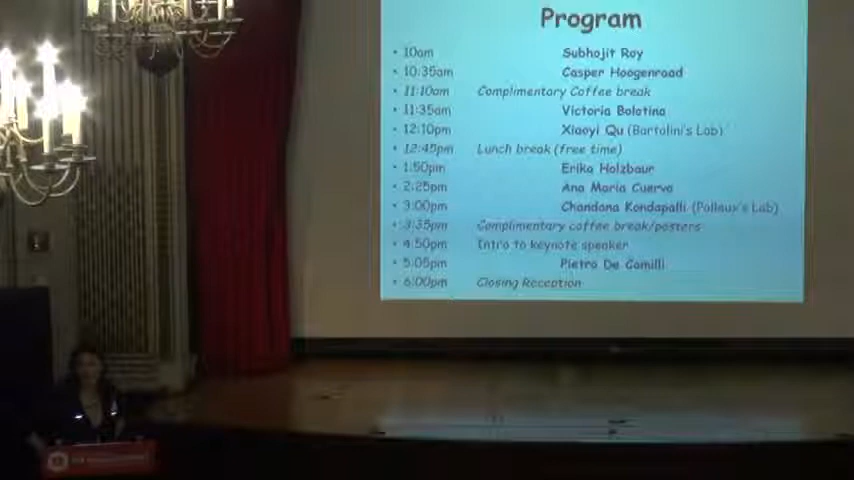 Program
• 10am Subhojit Roy
• 10:35am Casper Hoogenraad
• 11:10am Complimentary Coffee break
• 11:35am Victoria Bolotina
• 12:10pm Xiaoyi Qu (Bartolini's Lab)
• 12:45pm Lunch break (free time)
• 1:50pm Erika Holzbaur
• 2:25pm Ana Maria Cuervo
• 3:00pm Chandana Kondapalli (Polleux's Lab)
• 3:35pm Complimentary coffee break/posters
• 4:50pm Intro to keynote speaker
• 5:05pm Pietro De Camilli
• 6:00pm Closing Reception